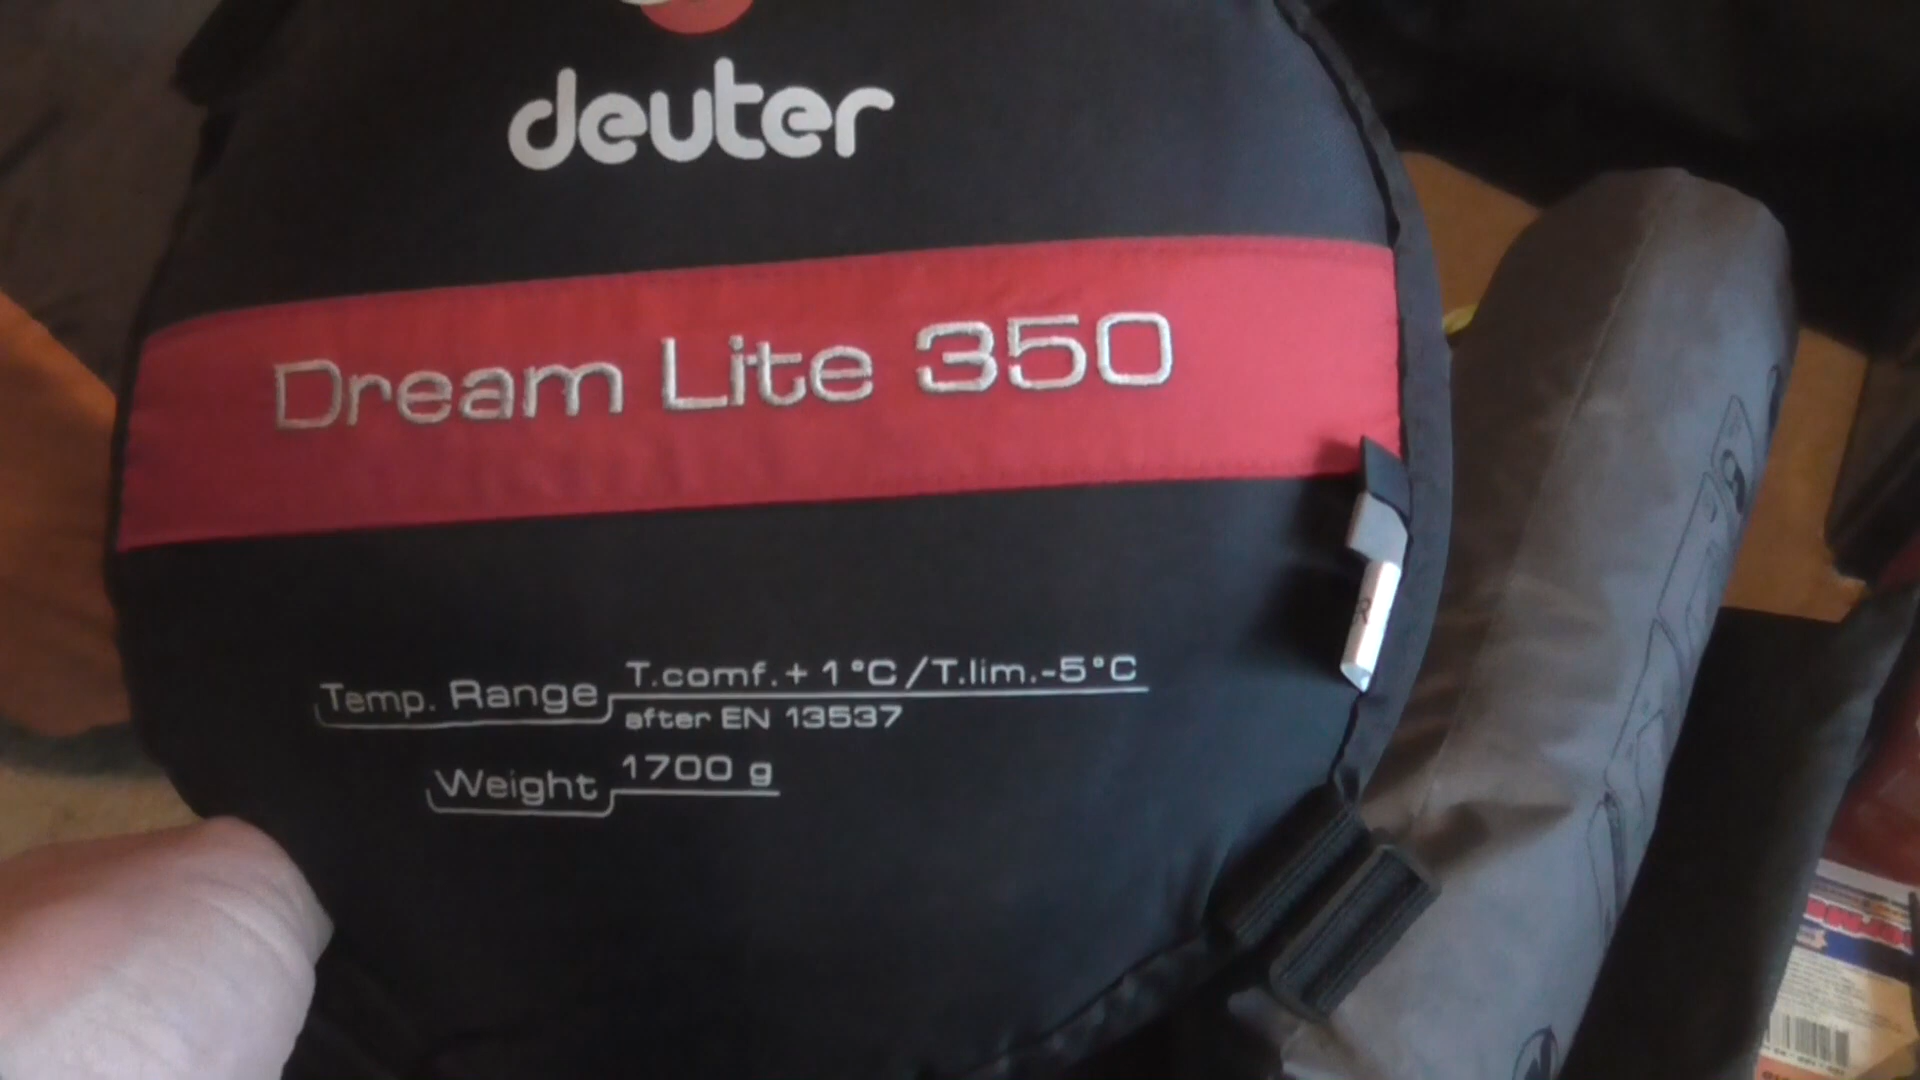 deuter
Dream Lite 350
Temp. Range T.comf.+ 1°C /T.lim.-5°C
after EN 13537
Weight 1700 g